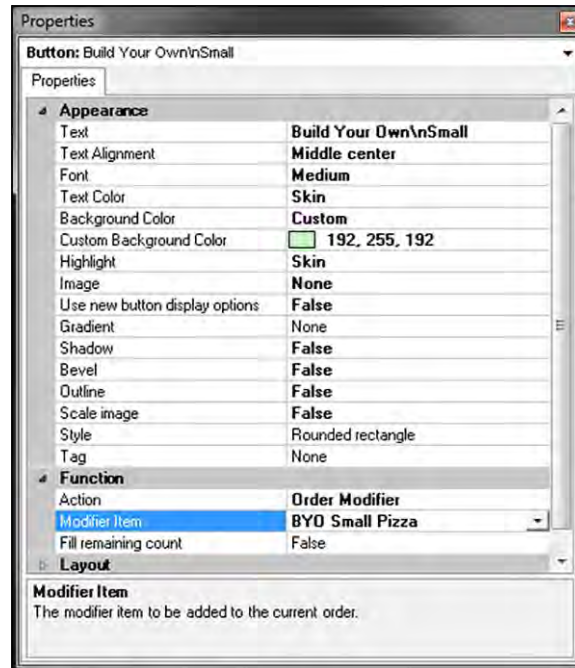 Properties
Button: Build Your Own\nSmall
Properties
Appearance
Text Build Your Own\nSmall
Text Alignment Middle center
Font Medium
Text Color Skin
Background Color Custom
Custom Background Color 192, 255, 192
Highlight Skin
Image None
Use new button display options False
Gradient None
Shadow False
Bevel False
Outline False
Scale image False
Style Rounded rectangle
Tag None
Function
Action Order Modifier
Modifier Item BYO Small Pizza
Fill remaining count False
Layout
Modifier Item
The modifier item to be added to the current order.